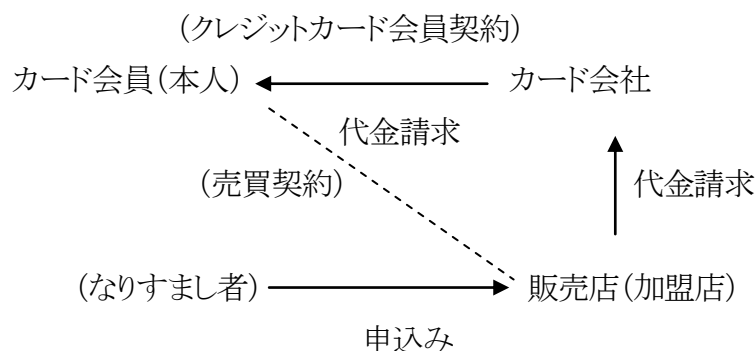 (クレジットカード会員契約)
カード会員(本人)
カード会社
代金請求
(売買契約)
代金請求
(なりすまし者)
販売店(加盟店)
申込み